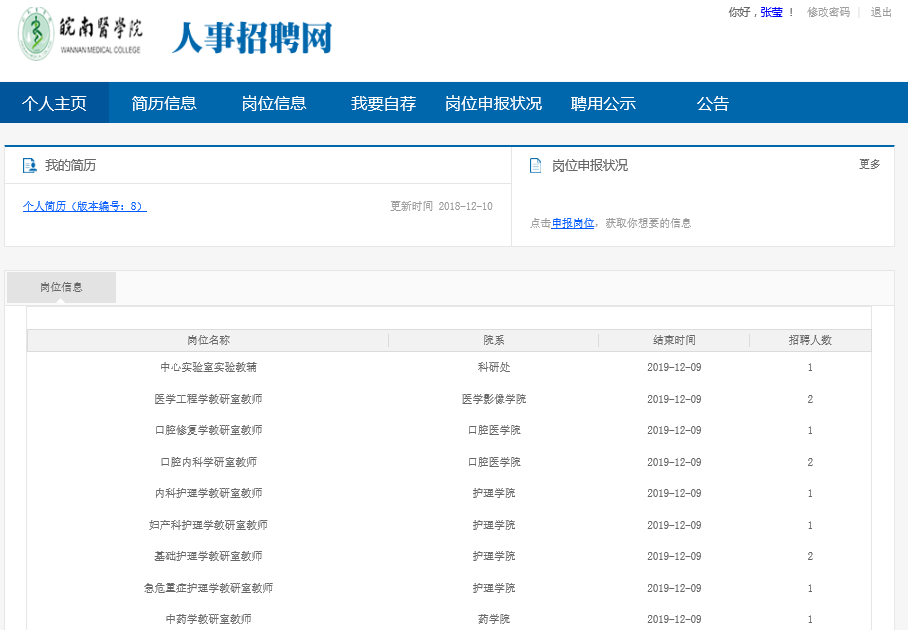 你好，张莹 ！ 修改密码 | 退出
皖南醫學院
WANNAN MEDICAL COLLEGE
人事招聘网
个人主页 简历信息 岗位信息 我要自荐 岗位申报状况 聘用公示 公告
我的简历
个人简历（版本编号：8） 更新时间 2018-12-10
岗位申报状况 更多
点击申报岗位，获取你想要的信息
岗位信息
岗位名称 院系 结束时间 招聘人数
中心实验室实验教辅 科研处 2019-12-09 1
医学工程学教研室教师 医学影像学院 2019-12-09 2
口腔修复学教研室教师 口腔医学院 2019-12-09 1
口腔内科学研室教师 口腔医学院 2019-12-09 2
内科护理学教研室教师 护理学院 2019-12-09 1
妇产科护理学教研室教师 护理学院 2019-12-09 1
基础护理学教研室教师 护理学院 2019-12-09 2
急危重症护理学教研室教师 护理学院 2019-12-09 1
中药学教研室教师 药学院 2019-12-09 1